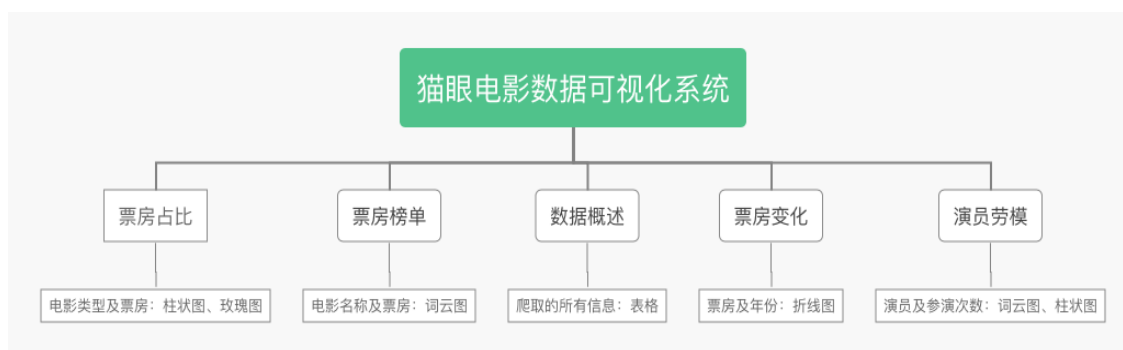 猫眼电影数据可视化系统
票房占比
票房榜单
数据概述
票房变化
演员劳模
电影类型及票房：柱状图、玫瑰图
电影名称及票房：词云图
爬取的所有信息：表格
票房及年份：折线图
演员及参演次数：词云图、柱状图